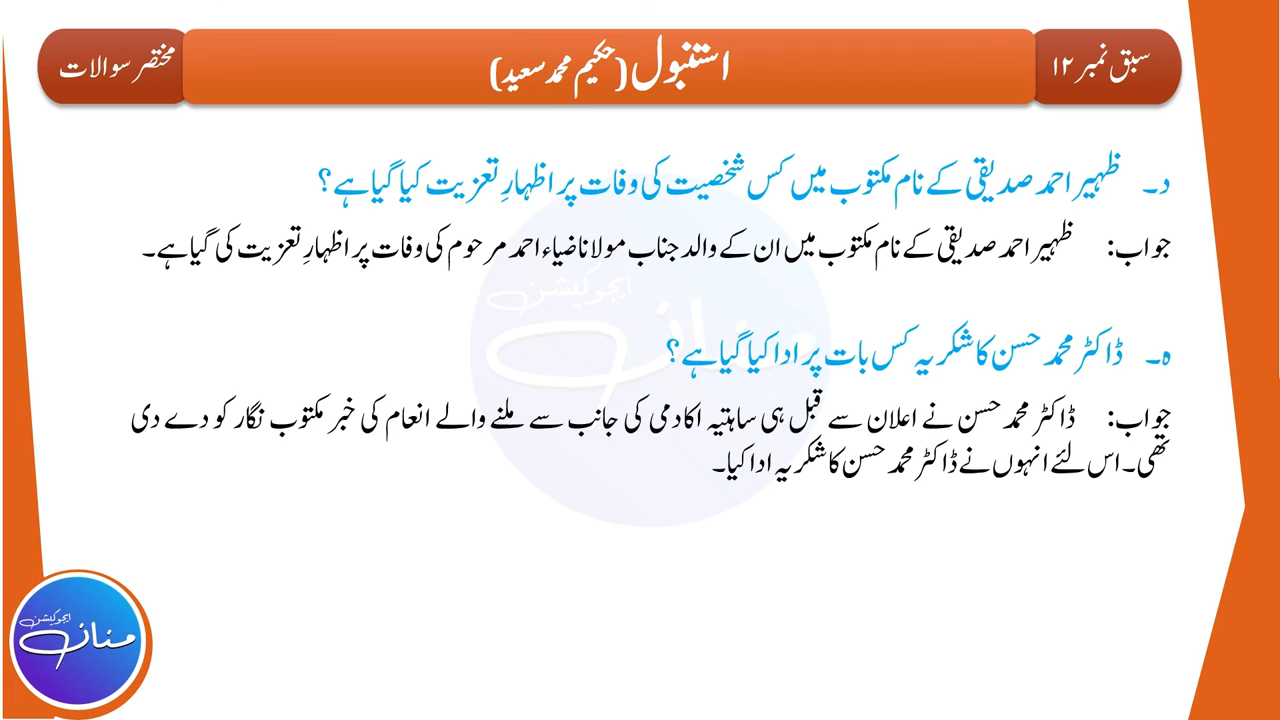 سبق نمبر ۱۲
استنبول (حکیم محمد سعید)
مختصر سوالات
د۔ ظہیر احمد صدیقی کے نام مکتوب میں کس شخصیت کی وفات پر اظہارِ تعزیت کیا گیا ہے؟
جواب: ظہیر احمد صدیقی کے نام مکتوب میں ان کے والد جناب مولانا ضیاء احمد مرحوم کی وفات پر اظہارِ تعزیت کی گیا ہے۔
ہ۔ ڈاکٹر محمد حسن کا شکریہ کس بات پر ادا کیا گیا ہے؟
جواب: ڈاکٹر محمد حسن نے اعلان سے قبل ہی ساہتیہ اکادمی کی جانب سے ملنے والے انعام کی خبر مکتوب نگار کو دے دی
تھی۔ اس لئے انہوں نے ڈاکٹر محمد حسن کا شکریہ ادا کیا۔
ایجوکیشن
منان
ایجوکیشن
منان